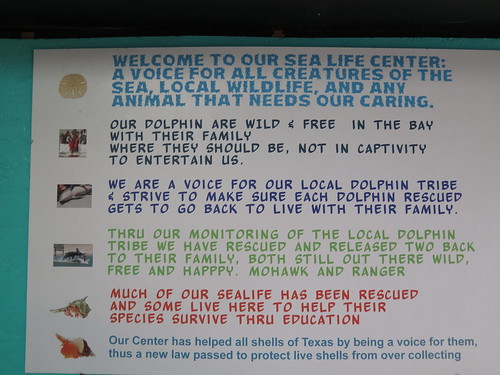 WELCOME TO OUR SEA LIFE CENTER:
A VOICE FOR ALL CREATURES OF THE
SEA, LOCAL WILDLIFE, AND ANY
ANIMAL THAT NEEDS OUR CARING.
OUR DOLPHIN ARE WILD & FREE IN THE BAY
WITH THEIR FAMILY
WHERE THEY SHOULD BE, NOT IN CAPTIVITY
TO ENTERTAIN US.
WE ARE A VOICE FOR OUR LOCAL DOLPHIN TRIBE
& STRIVE TO MAKE SURE EACH DOLPHIN RESCUED
GETS TO GO BACK TO LIVE WITH THEIR FAMILY.
THRU OUR MONITORING OF THE LOCAL DOLPHIN
TRIBE WE HAVE RESCUED AND RELEASED TWO BACK
TO THEIR FAMILY, BOTH STILL OUT THERE WILD,
FREE AND HAPPPY. MOHAWK AND RANGER
MUCH OF OUR SEALIFE HAS BEEN RESCUED
AND SOME LIVE HERE TO HELP THEIR
SPECIES SURVIVE THRU EDUCATION
Our Center has helped all shells of Texas by being a voice for them,
thus a new law passed to protect live shells from over collecting